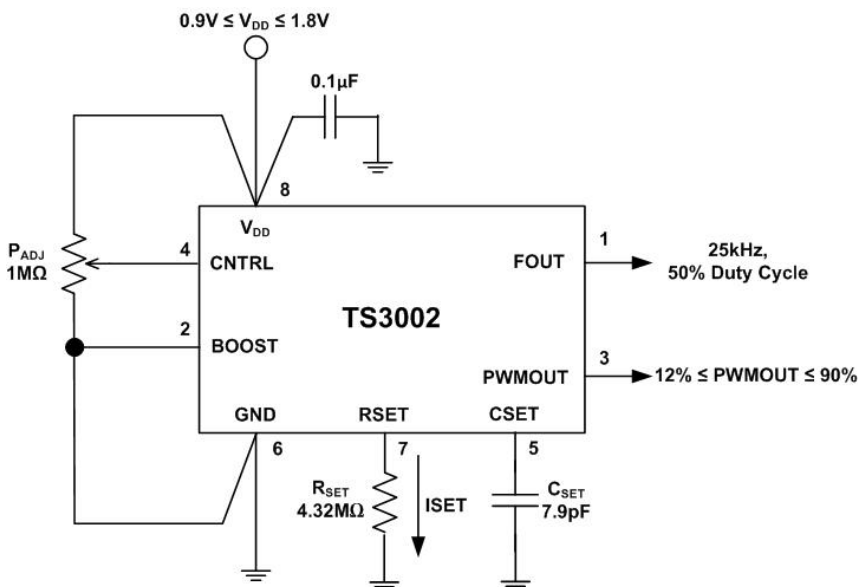 0.9V ≤ VDD ≤ 1.8V
0.1µF
8
VDD
PADJ
1MΩ
4
CNTRL
1
FOUT
25kHz,
50% Duty Cycle
TS3002
2
BOOST
3
PWMOUT
12% ≤ PWMOUT ≤ 90%
GND
RSET
CSET
6
7
5
RSET
4.32MΩ
ISET
CSET
7.9pF